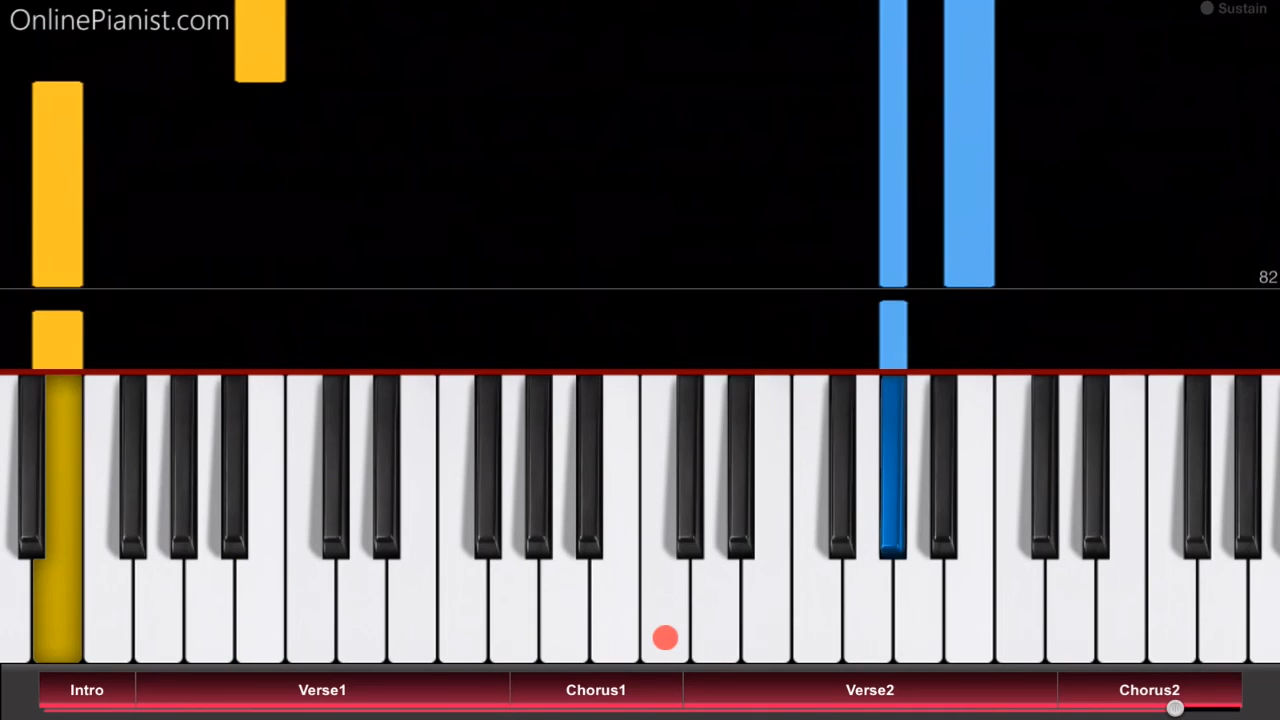 OnlinePianist.com
Sustain
82
Intro
Verse1
Chorus1
Verse2
Chorus2